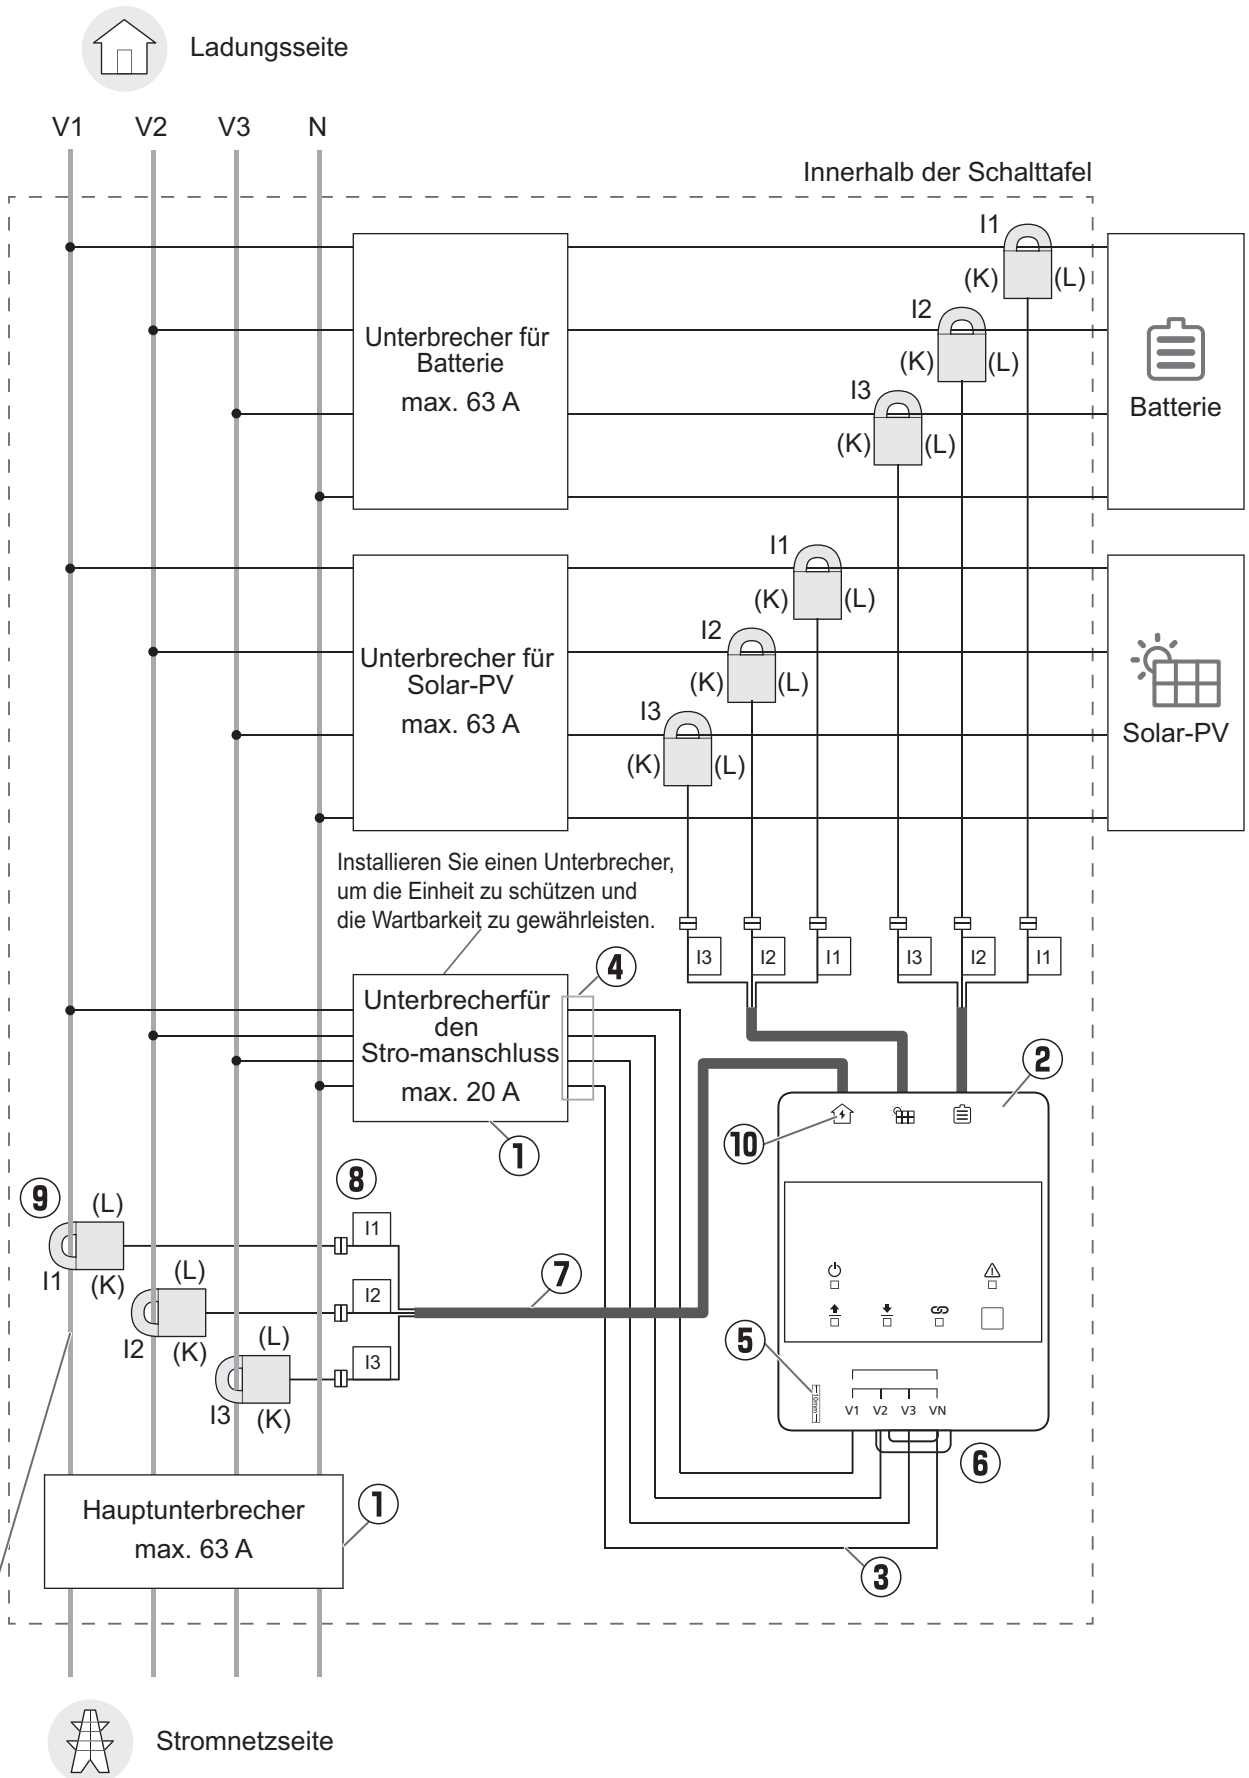 Ladungsseite
V1 V2 V3 N
Innerhalb der Schalttafel
I1
(K) (L)
I2
(K) (L)
I3
(K) (L)
Unterbrecher für
Batterie
max. 63 A
Batterie
I1
(K) (L)
I2
(K) (L)
I3
(K) (L)
Unterbrecher für
Solar-PV
max. 63 A
Solar-PV
Installieren Sie einen Unterbrecher,
um die Einheit zu schützen und
die Wartbarkeit zu gewährleisten.
I3 I2 I1 I3 I2 I1
4
Unterbrecherfür
den
Stro-manschluss
max. 20 A
1
2
10
8
9
(L)
I1 (K)
(L)
I2 (K)
(L)
I3 (K)
I1
I2
I3
7
5
10mm
V1 V2 V3 VN
6
3
Hauptunterbrecher
max. 63 A
1
Stromnetzseite